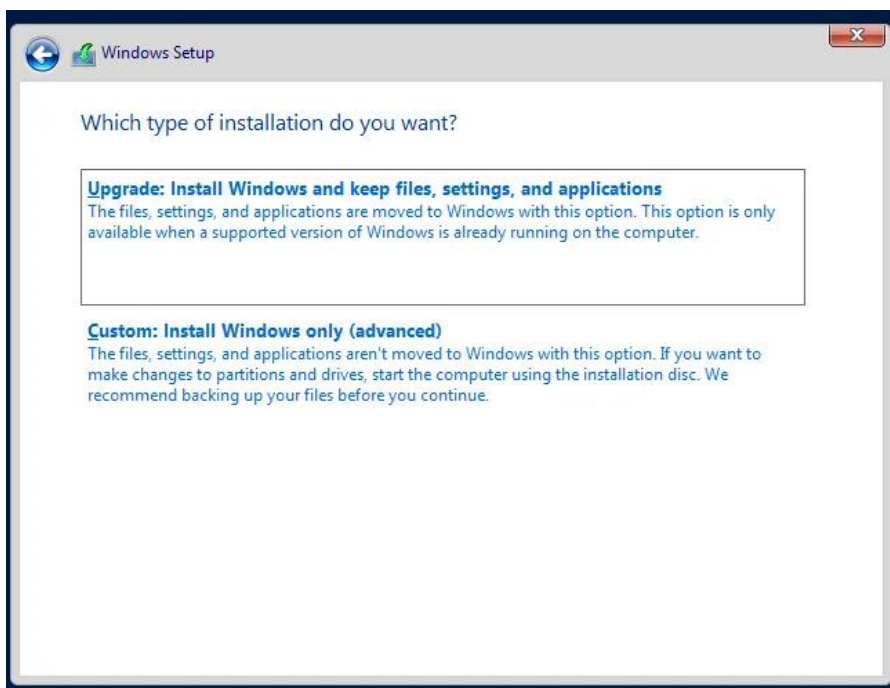 Windows Setup
Which type of installation do you want?
Upgrade: Install Windows and keep files, settings, and applications
The files, settings, and applications are moved to Windows with this option. This option is only
available when a supported version of Windows is already running on the computer.
Custom: Install Windows only (advanced)
The files, settings, and applications aren't moved to Windows with this option. If you want to
make changes to partitions and drives, start the computer using the installation disc. We
recommend backing up your files before you continue.